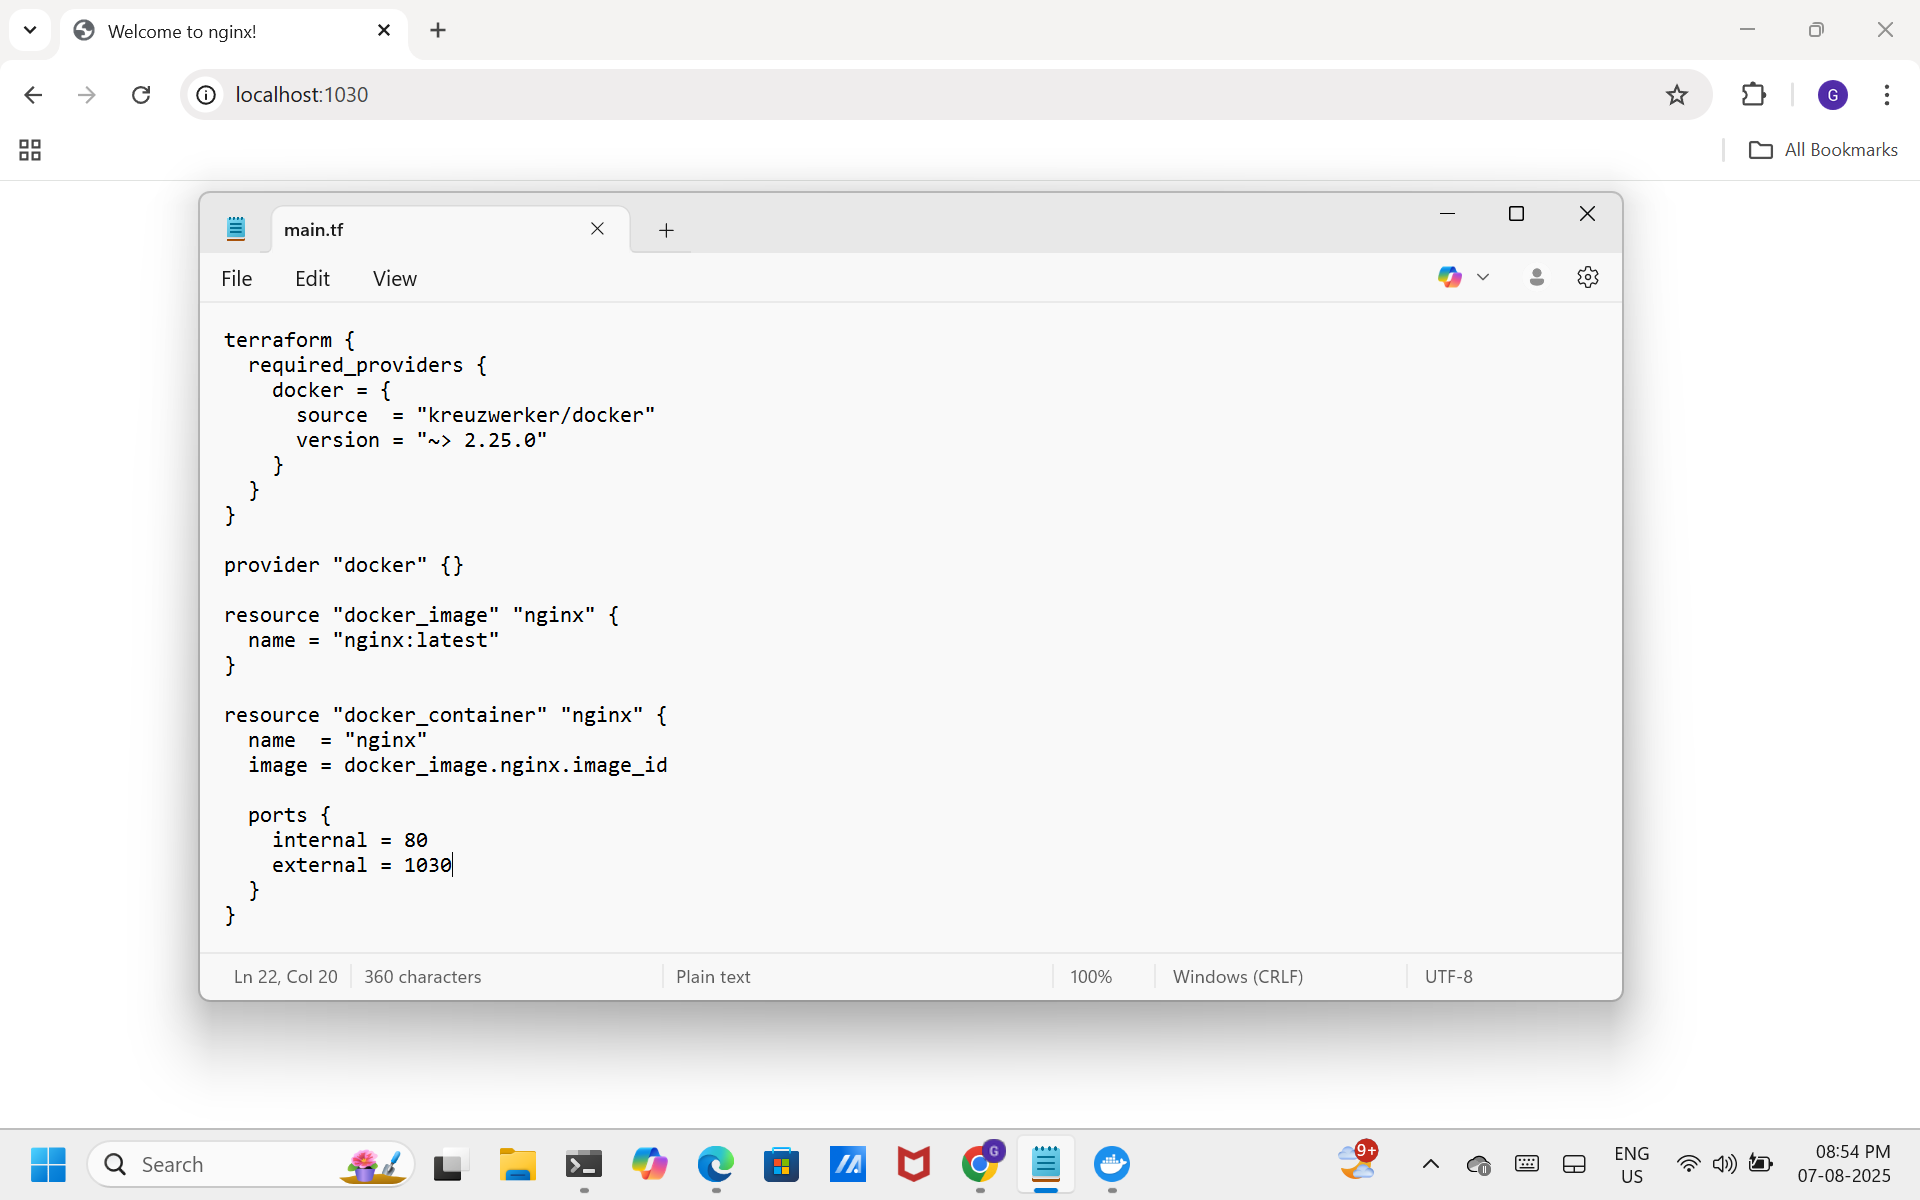 Welcome to nginx!
localhost:1030
G
All Bookmarks
main.tf
File Edit View
terraform {
  required_providers {
    docker = {
      source  = "kreuzwerker/docker"
      version = "~> 2.25.0"
    }
  }
}
provider "docker" {}
resource "docker_image" "nginx" {
  name = "nginx:latest"
}
resource "docker_container" "nginx" {
  name  = "nginx"
  image = docker_image.nginx.image_id
  ports {
    internal = 80
    external = 1030
  }
}
Ln 22, Col 20 360 characters Plain text 100% Windows (CRLF) UTF-8
Search
G
9+
ENG
US
08:54 PM
07-08-2025